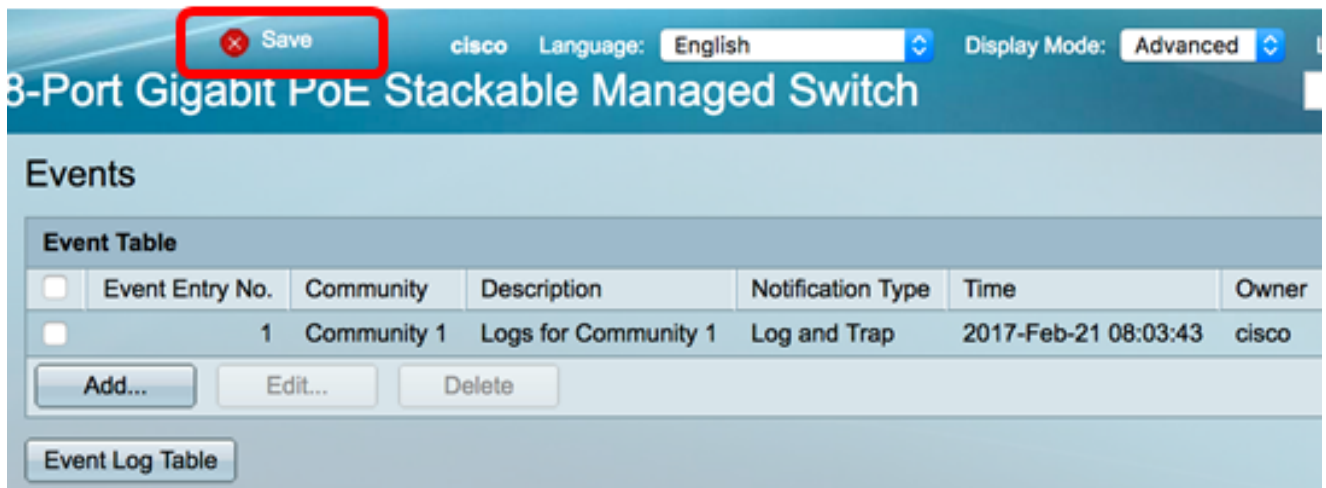 Save cisco Language: English Display Mode: Advanced
8-Port Gigabit PoE Stackable Managed Switch
Events
Event Table
Event Entry No. Community Description Notification Type Time Owner
1 Community 1 Logs for Community 1 Log and Trap 2017-Feb-21 08:03:43 cisco
Add... Edit... Delete
Event Log Table